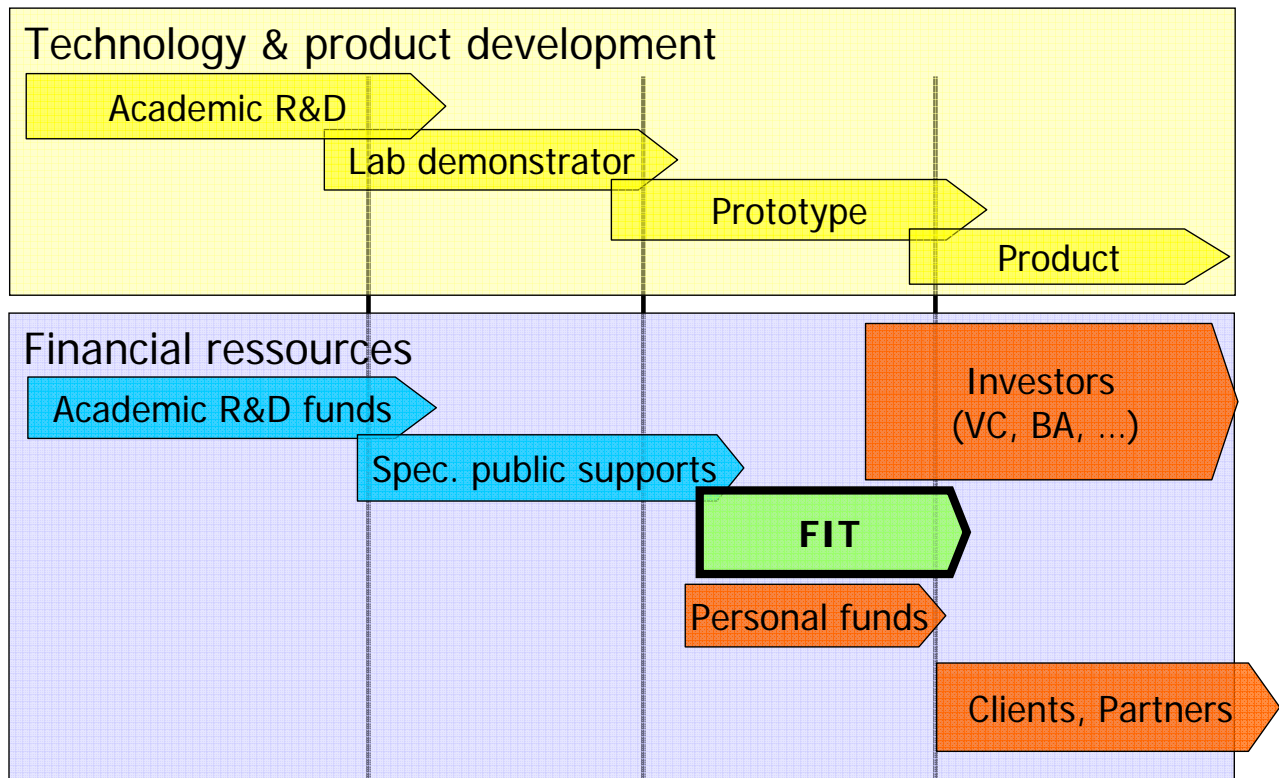 Technology & product development
Academic R&D
Lab demonstrator
Prototype
Product
Financial ressources
Academic R&D funds
Spec. public supports
Investors
(VC, BA, ...)
FIT
Personal funds
Clients, Partners